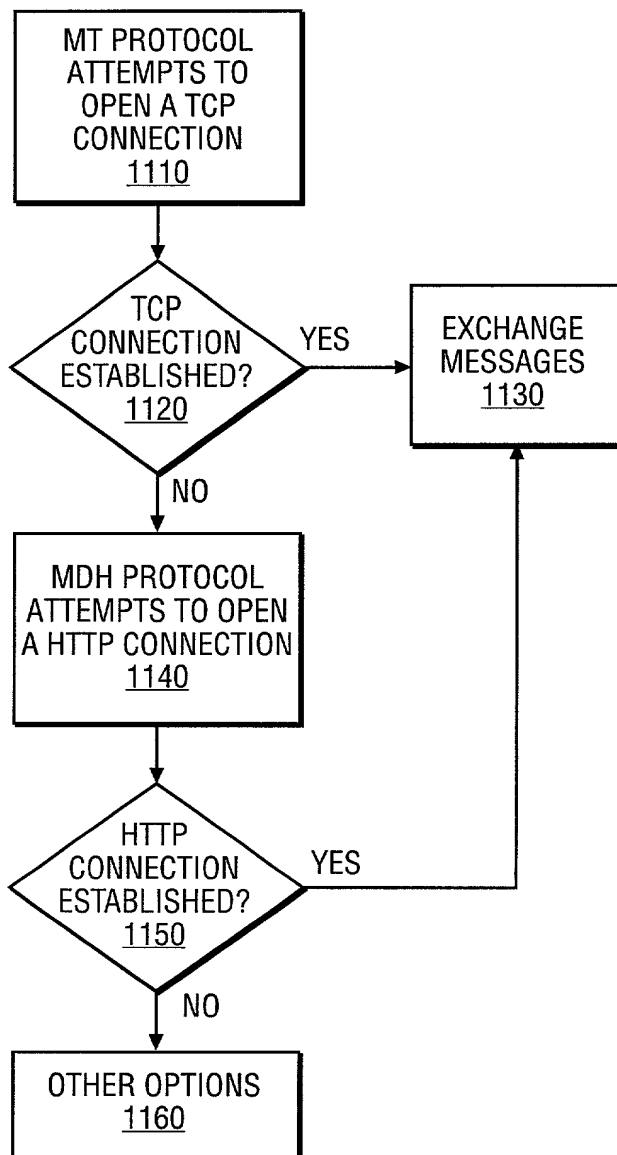 MT PROTOCOL
ATTEMPTS TO
OPEN A TCP
CONNECTION
1110
TCP
CONNECTION
ESTABLISHED?
1120
YES
EXCHANGE
MESSAGES
1130
NO
MDH PROTOCOL
ATTEMPTS TO OPEN
A HTTP CONNECTION
1140
HTTP
CONNECTION
ESTABLISHED?
1150
YES
NO
OTHER OPTIONS
1160